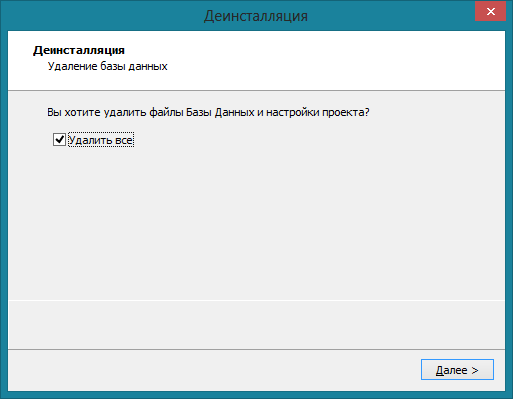 Деинсталляция
Деинсталляция
Удаление базы данных
Вы хотите удалить файлы Базы Данных и настройки проекта?
Удалить все
Далее >